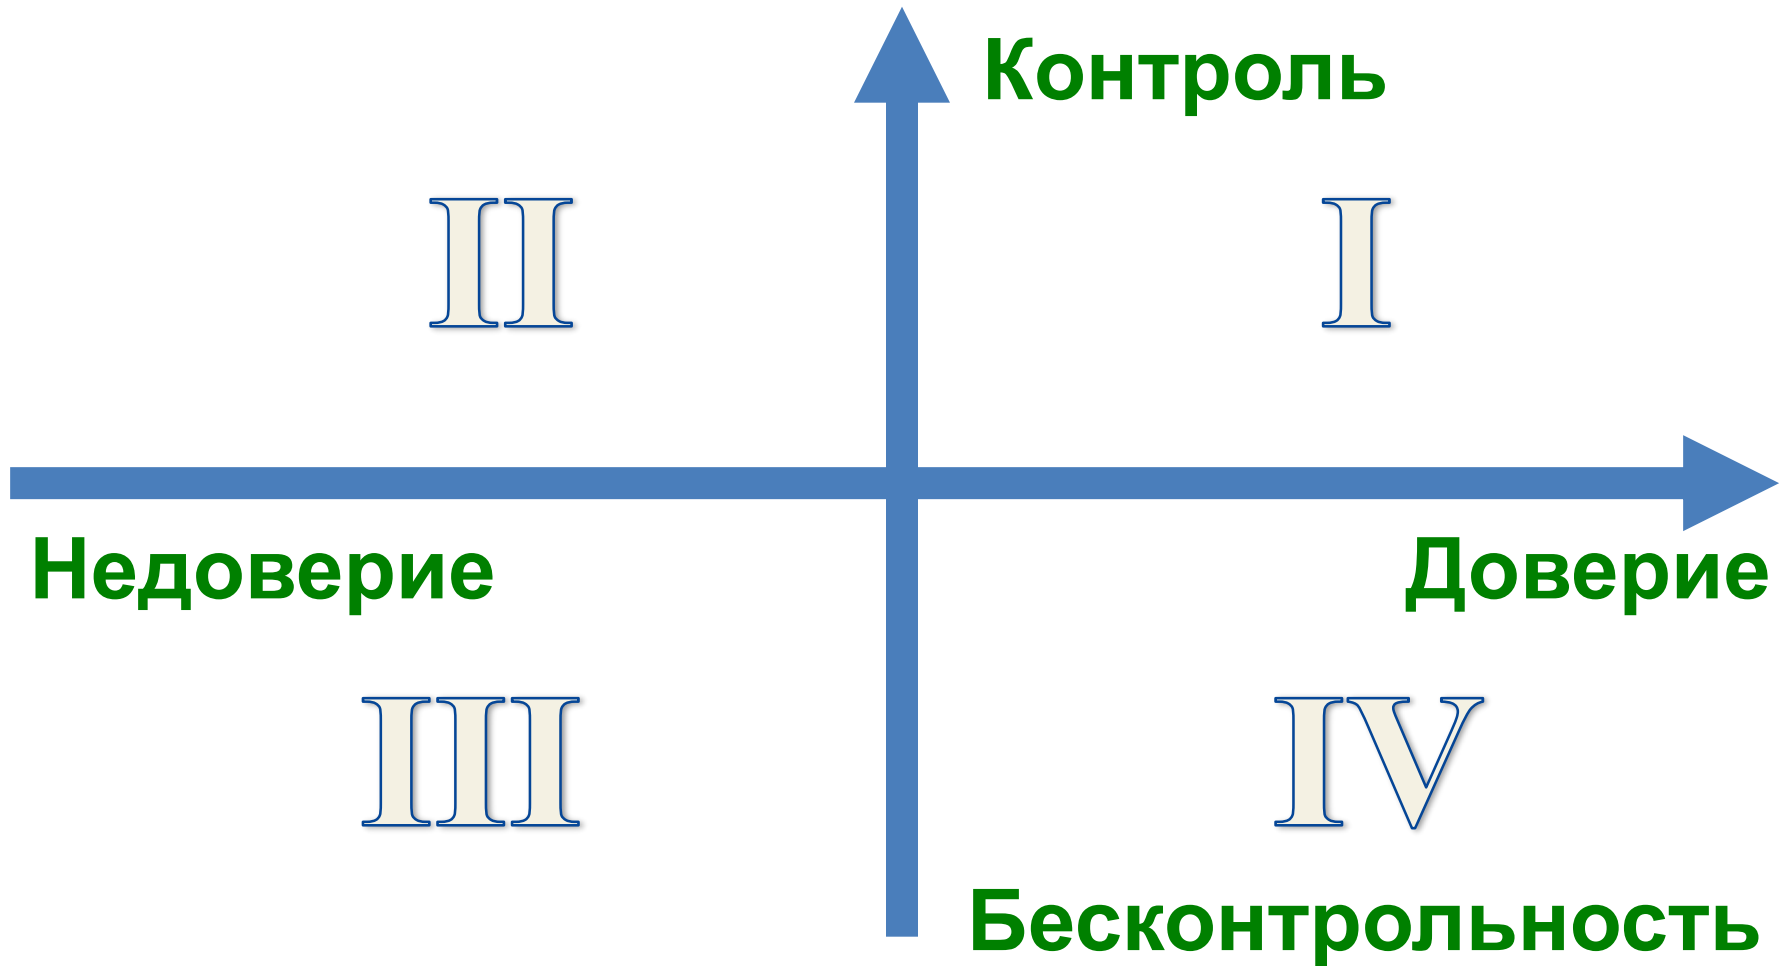 Контроль
II
I
Недоверие
Доверие
III
IV
Бесконтрольность